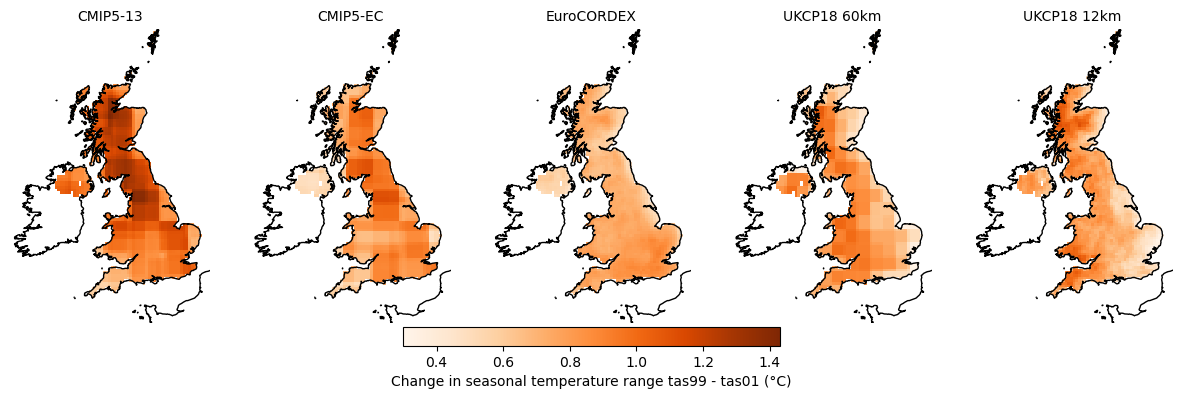 CMIP5-13 CMIP5-EC EuroCORDEX UKCP18 60km UKCP18 12km
0.4 0.6 0.8 1.0 1.2 1.4
Change in seasonal temperature range tas99 - tas01 (°C)